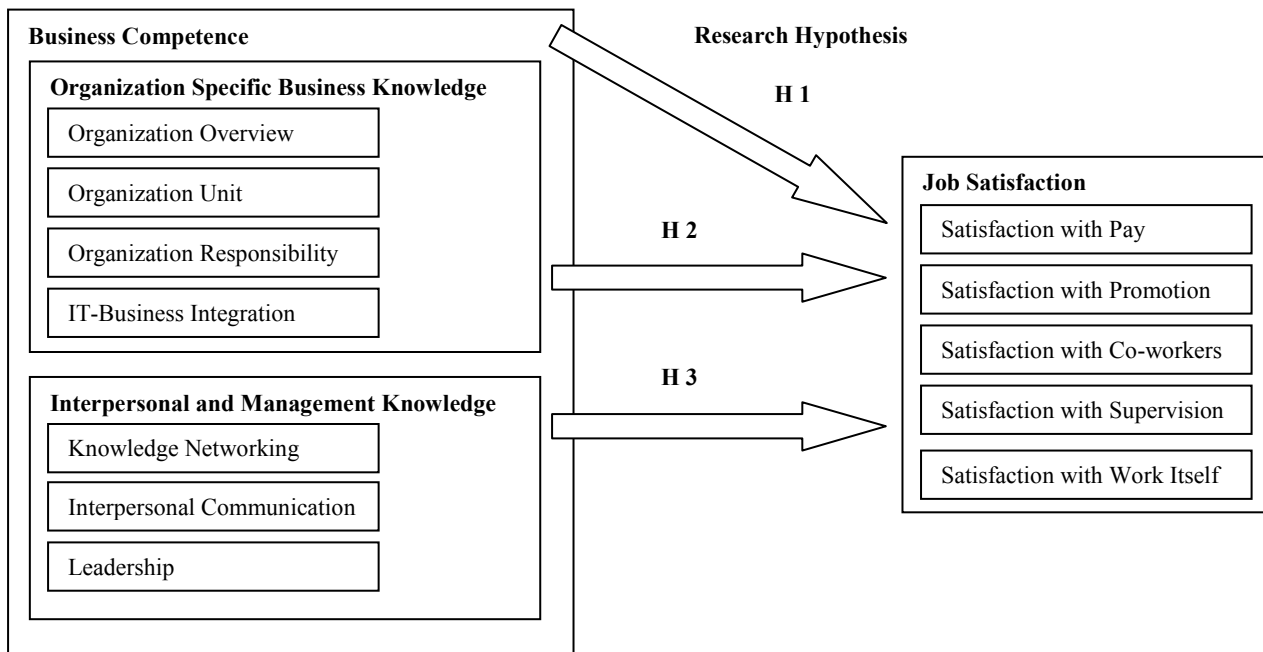 Business Competence
Organization Specific Business Knowledge
Organization Overview
Organization Unit
Organization Responsibility
IT-Business Integration
Interpersonal and Management Knowledge
Knowledge Networking
Interpersonal Communication
Leadership
Research Hypothesis
H 1
H 2
H 3
Job Satisfaction
Satisfaction with Pay
Satisfaction with Promotion
Satisfaction with Co-workers
Satisfaction with Supervision
Satisfaction with Work Itself